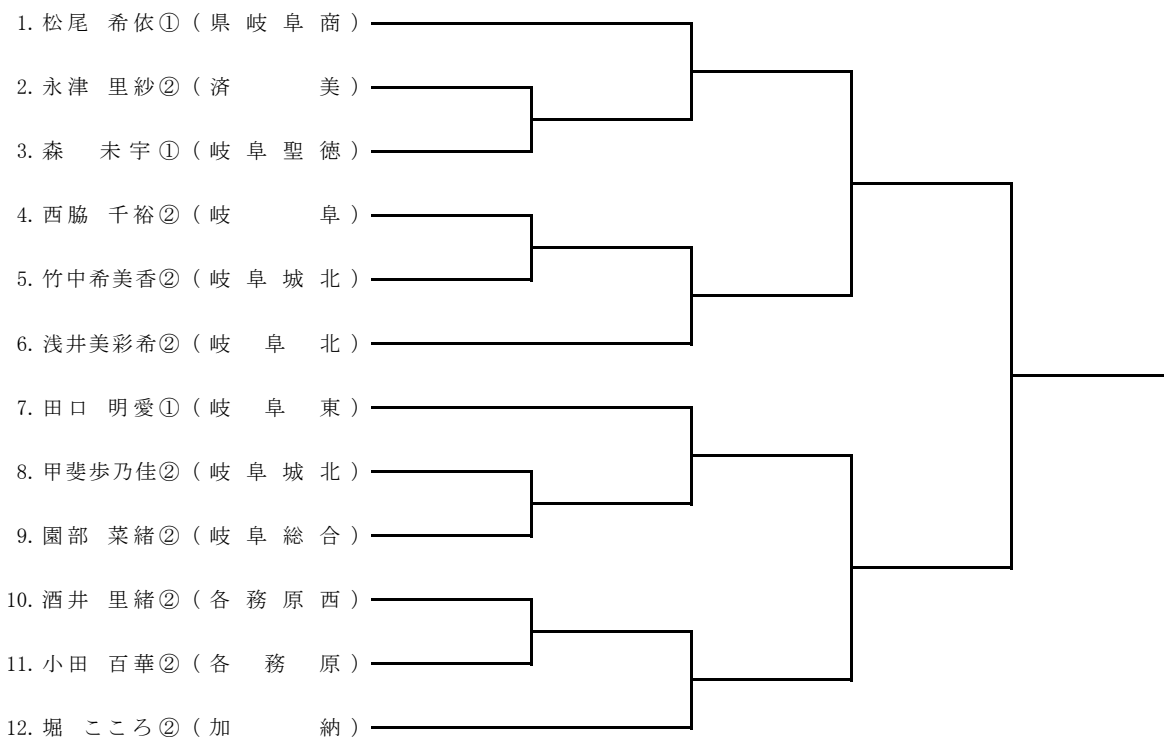 1. 松尾 希依①（県岐阜商）
2. 永津 里紗②（済 美）
3. 森 未宇①（岐阜聖徳）
4. 西脇 千裕②（岐 阜）
5. 竹中希美香②（岐阜城北）
6. 浅井美彩希②（岐 阜 北）
7. 田口 明愛①（岐 阜 東）
8. 甲斐歩乃佳②（岐阜城北）
9. 園部 菜緒②（岐阜総合）
10. 酒井 里緒②（各務原西）
11. 小田 百華②（各 務 原）
12. 堀 こころ②（加 納）